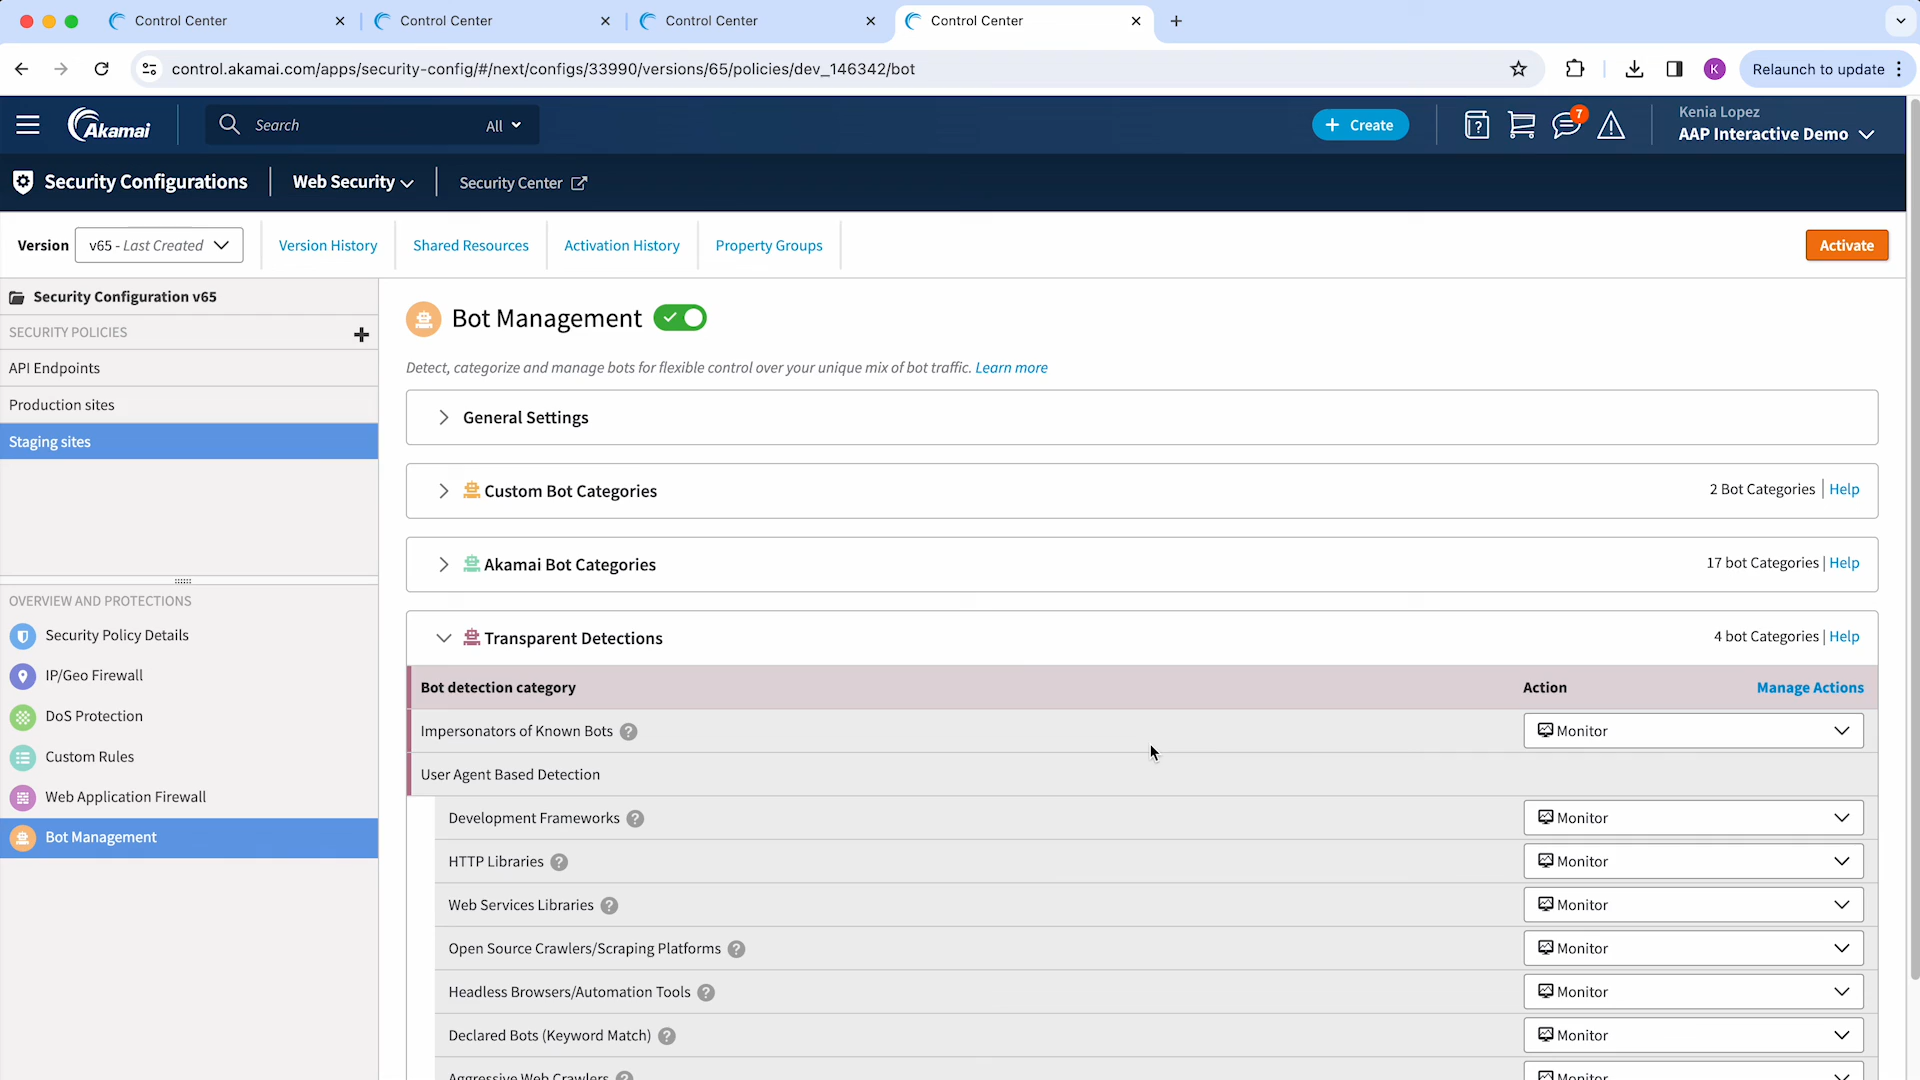 Control Center
Control Center
Control Center
Control Center
control.akamai.com/apps/security-config/#/next/configs/33990/versions/65/policies/dev_146342/bot
K
Relaunch to update
Akamai
Search
All
+ Create
7
Kenia Lopez
AAP Interactive Demo
Security Configurations
Web Security
Security Center
Version
v65 - Last Created
Version History
Shared Resources
Activation History
Property Groups
Activate
Security Configuration v65
SECURITY POLICIES
API Endpoints
Production sites
Staging sites
OVERVIEW AND PROTECTIONS
Security Policy Details
IP/Geo Firewall
DoS Protection
Custom Rules
Web Application Firewall
Bot Management
Bot Management
Detect, categorize and manage bots for flexible control over your unique mix of bot traffic. Learn more
General Settings
Custom Bot Categories
2 Bot Categories | Help
Akamai Bot Categories
17 bot Categories | Help
Transparent Detections
4 bot Categories | Help
Bot detection category
Action
Manage Actions
Impersonators of Known Bots ?
Monitor
User Agent Based Detection
Development Frameworks ?
Monitor
HTTP Libraries ?
Monitor
Web Services Libraries ?
Monitor
Open Source Crawlers/Scraping Platforms ?
Monitor
Headless Browsers/Automation Tools ?
Monitor
Declared Bots (Keyword Match) ?
Monitor
Aggressive Web Crawlers ?
Monitor